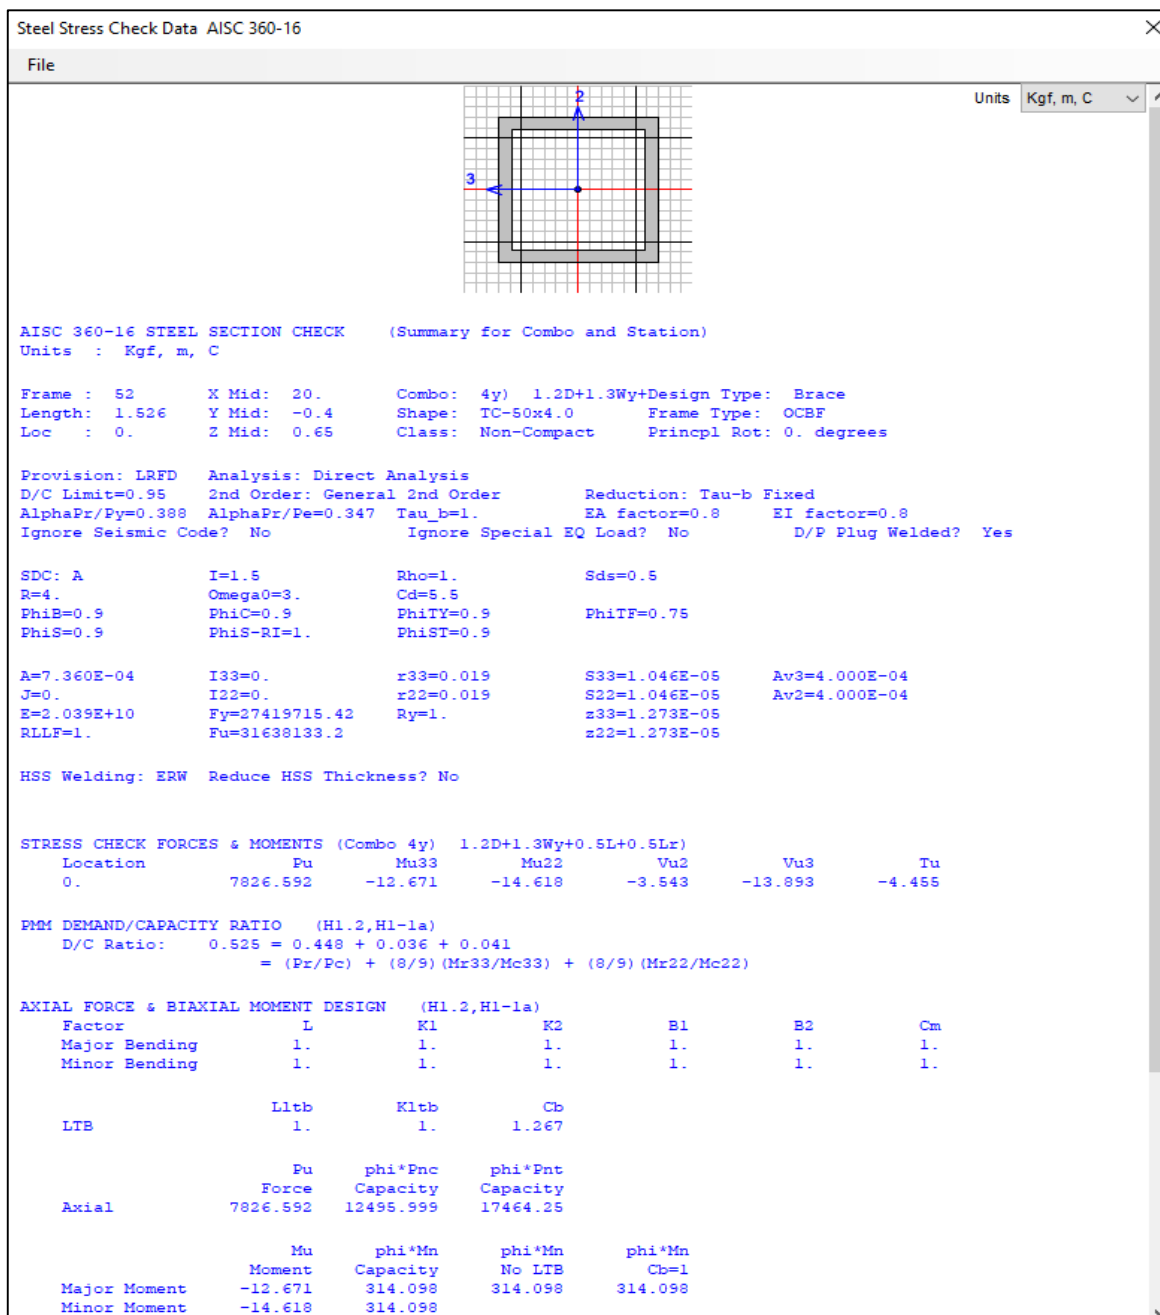 Steel Stress Check Data AISC 360-16
File
Units Kgf, m, C
2
3
AISC 360-16 STEEL SECTION CHECK (Summary for Combo and Station)
Units : Kgf, m, C
Frame : 52 X Mid: 20. Combo: 4y) 1.2D+1.3Wy+Design Type: Brace
Length: 1.526 Y Mid: -0.4 Shape: TC-50x4.0 Frame Type: OCBF
Loc : 0. Z Mid: 0.65 Class: Non-Compact Princpl Rot: 0. degrees
Provision: LRFD Analysis: Direct Analysis
D/C Limit=0.95 2nd Order: General 2nd Order Reduction: Tau-b Fixed
AlphaPr/Py=0.388 AlphaPr/Pe=0.347 Tau_b=1. EA factor=0.8 EI factor=0.8
Ignore Seismic Code? No Ignore Special EQ Load? No D/P Plug Welded? Yes
SDC: A I=1.5 Rho=1. Sds=0.5
R=4. Omega0=3. Cd=5.5
PhiB=0.9 PhiC=0.9 PhiTY=0.9 PhiTF=0.75
PhiS=0.9 PhiS-RI=1. PhiST=0.9
A=7.360E-04 I33=0. r33=0.019 S33=1.046E-05 Av3=4.000E-04
J=0. I22=0. r22=0.019 S22=1.046E-05 Av2=4.000E-04
E=2.039E+10 Fy=27419715.42 Ry=1. z33=1.273E-05
RLLF=1. Fu=31638133.2 z22=1.273E-05
HSS Welding: ERW Reduce HSS Thickness? No
STRESS CHECK FORCES & MOMENTS (Combo 4y) 1.2D+1.3Wy+0.5L+0.5Lr)
Location Pu Mu33 Mu22 Vu2 Vu3 Tu
0. 7826.592 -12.671 -14.618 -3.543 -13.893 -4.455
PMM DEMAND/CAPACITY RATIO (H1.2,H1-1a)
D/C Ratio: 0.525 = 0.448 + 0.036 + 0.041
= (Pr/Pc) + (8/9)(Mr33/Mc33) + (8/9)(Mr22/Mc22)
AXIAL FORCE & BIAXIAL MOMENT DESIGN (H1.2,H1-1a)
Factor L K1 K2 B1 B2 Cm
Major Bending 1. 1. 1. 1. 1. 1.
Minor Bending 1. 1. 1. 1. 1. 1.
Lltb Kltb Cb
LTB 1. 1. 1.267
Pu phi*Pnc phi*Pnt
Force Capacity Capacity
Axial 7826.592 12495.999 17464.25
Mu phi*Mn phi*Mn phi*Mn
Moment Capacity No LTB Cb=1
Major Moment -12.671 314.098 314.098 314.098
Minor Moment -14.618 314.098